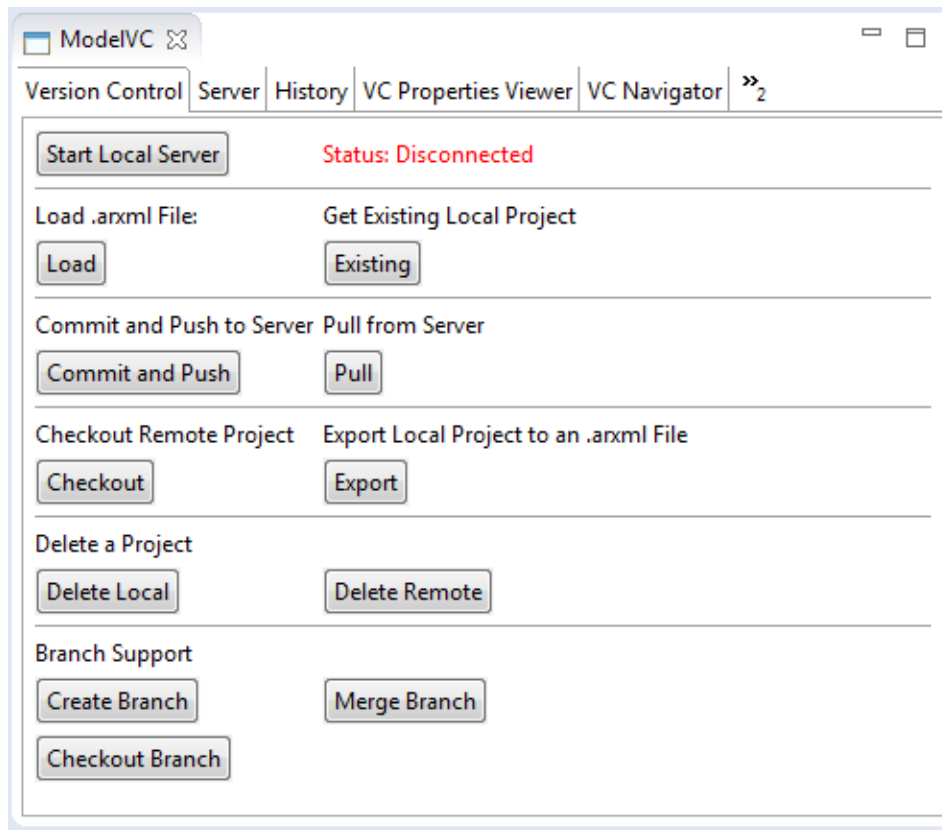 ModelVC
Version Control Server History VC Properties Viewer VC Navigator »2
Start Local Server Status: Disconnected
Load .arxml File: Get Existing Local Project
Load Existing
Commit and Push to Server Pull from Server
Commit and Push Pull
Checkout Remote Project Export Local Project to an .arxml File
Checkout Export
Delete a Project
Delete Local Delete Remote
Branch Support
Create Branch Merge Branch
Checkout Branch